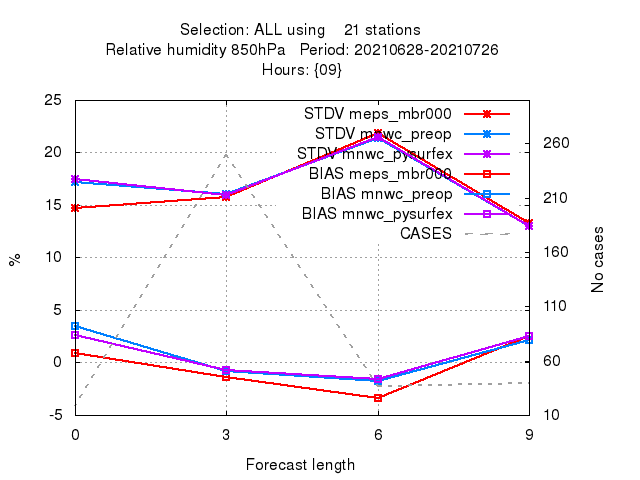 Selection: ALL using    21 stations
Relative humidity 850hPa   Period: 20210628-20210726
Hours: {09}
25
20
15
10
5
0
-5
%
STDV meps_mbr000
STDV mnwc_preop
STDV mnwc_pysurfex
BIAS meps_mbr000
BIAS mnwc_preop
BIAS mnwc_pysurfex
CASES
260
210
160
110
60
10
No cases
0 3 6 9
Forecast length